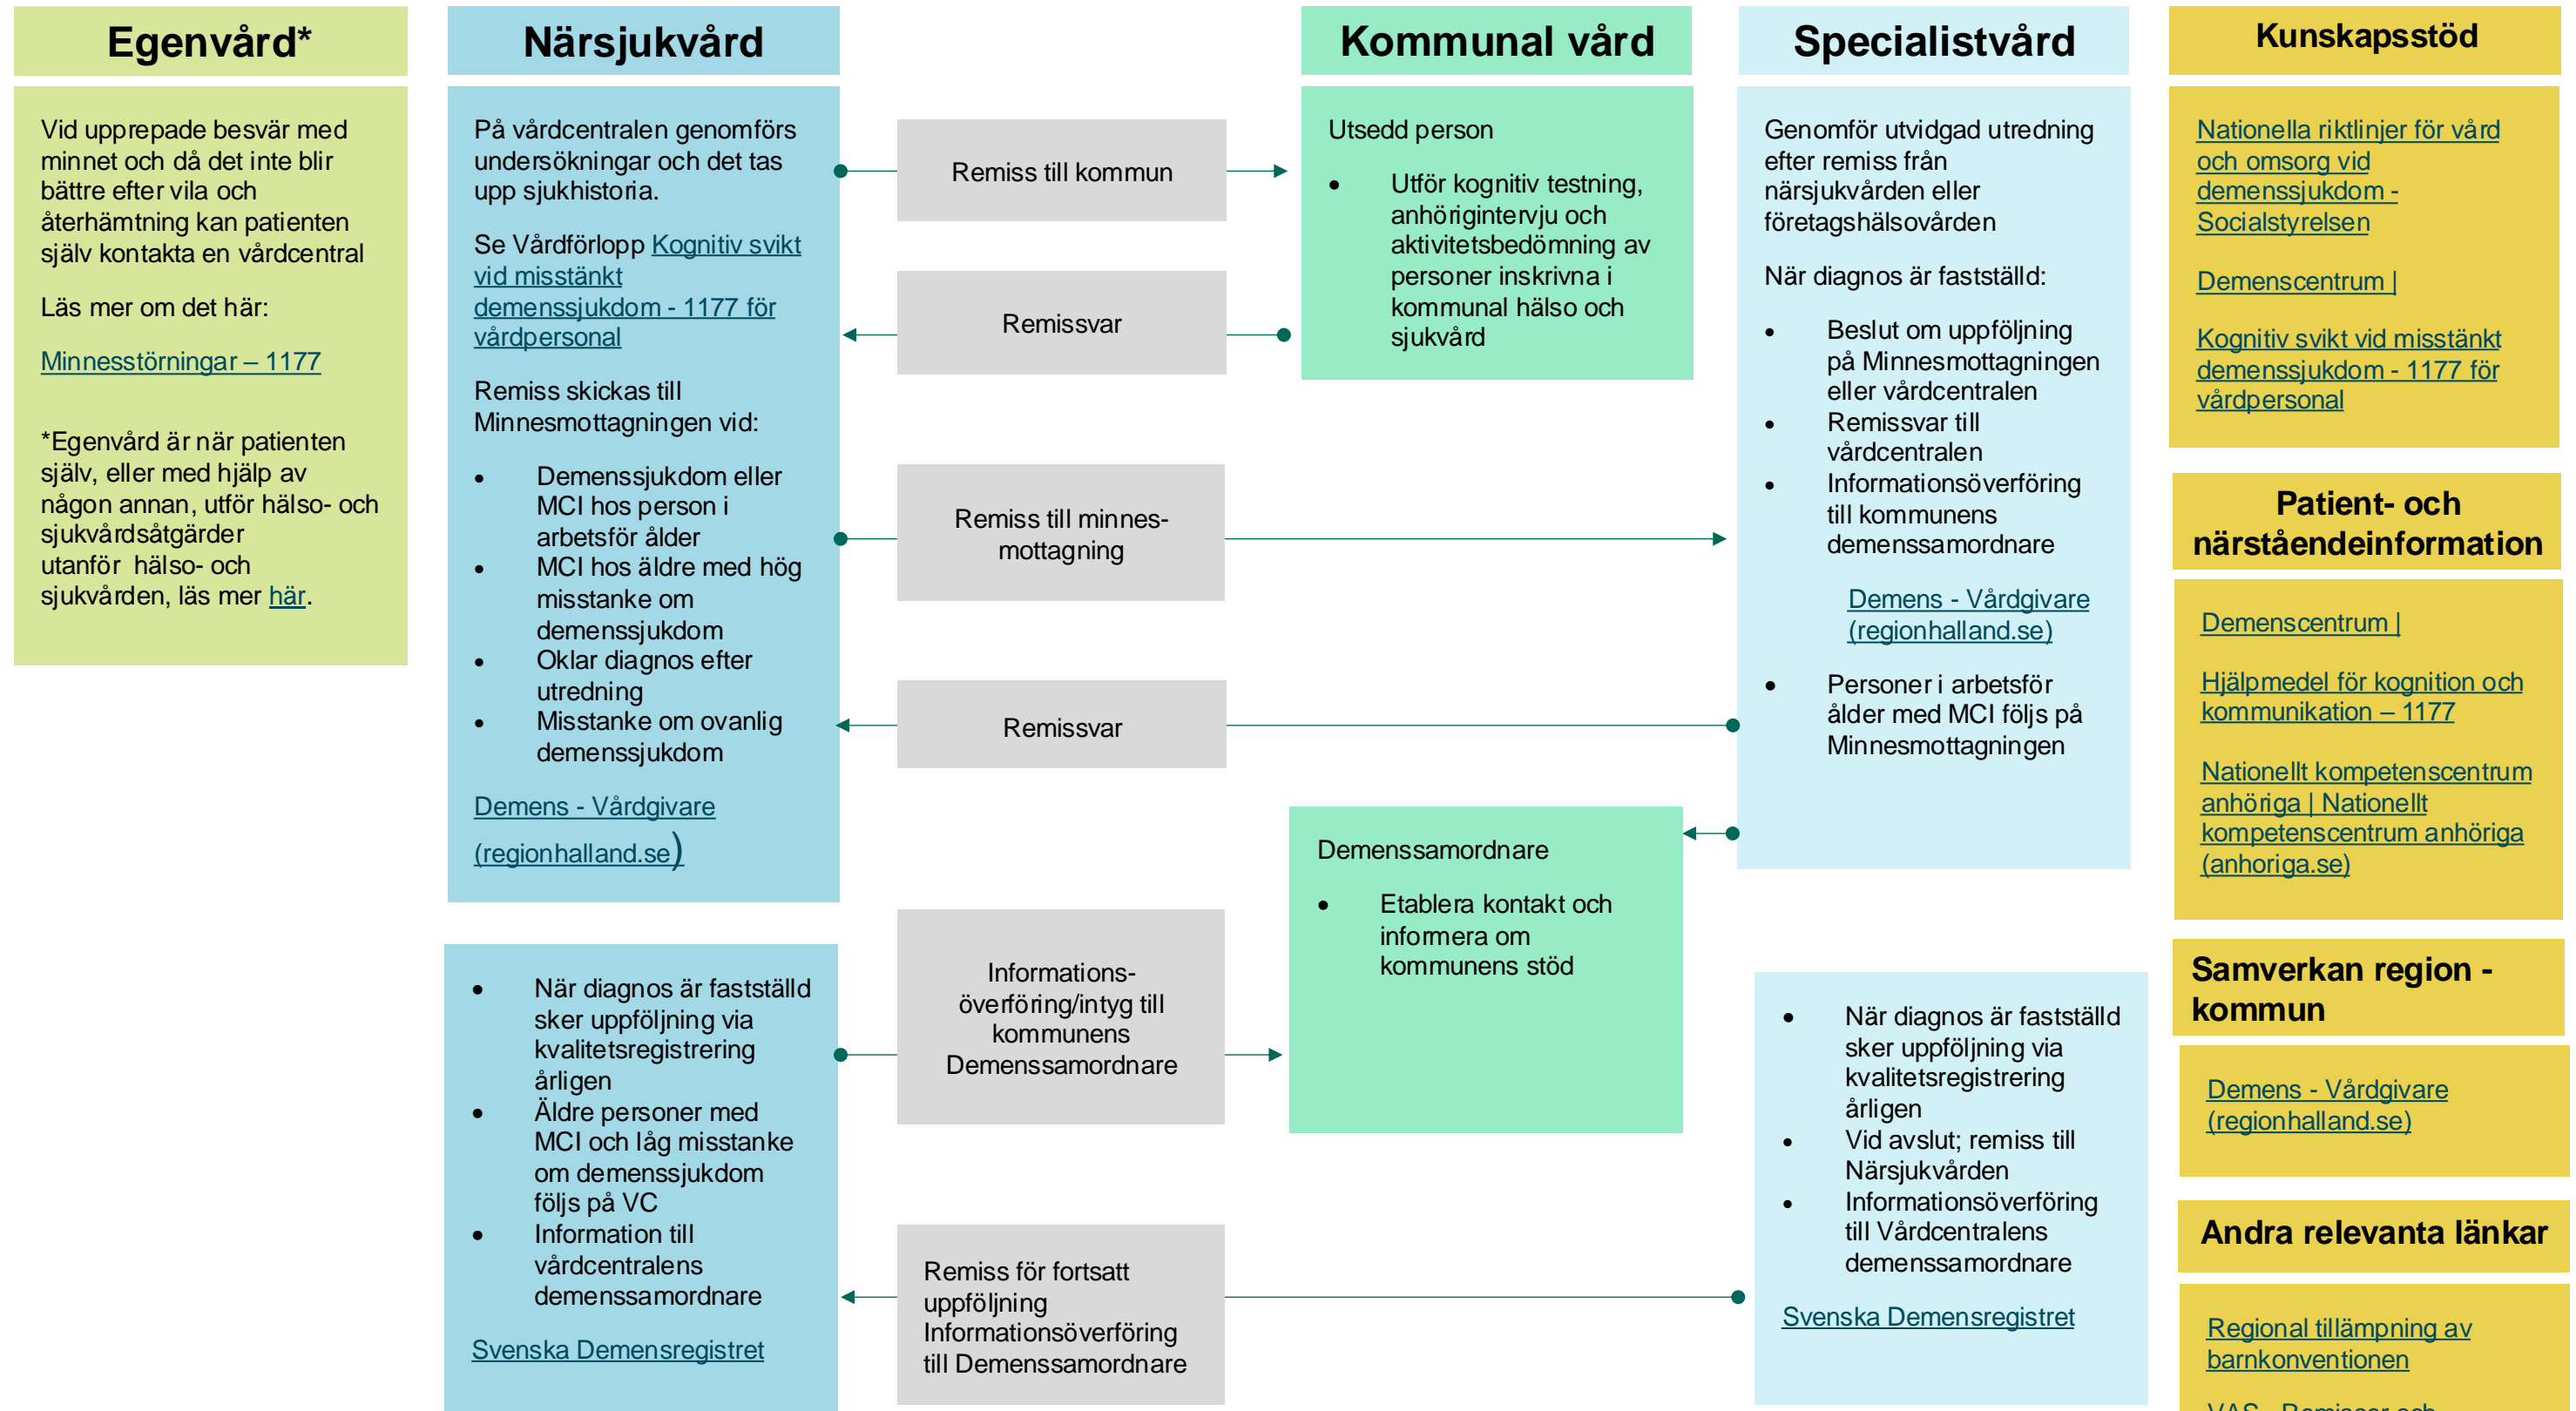 Egenvård*
Vid upprepade besvär med
minnet och då det inte blir
bättre efter vila och
återhämtning kan patienten
själv kontakta en vårdcentral
Läs mer om det här:
Minnesstörningar – 1177
*Egenvård är när patienten
själv, eller med hjälp av
någon annan, utför hälso- och
sjukvårdsåtgärder
utanför hälso- och
sjukvården, läs mer här.
Närsjukvård
På vårdcentralen genomförs
undersökningar och det tas
upp sjukhistoria.
Se Vårdförlopp Kognitiv svikt
vid misstänkt
demenssjukdom - 1177 för
vårdpersonal
Remiss skickas till
Minnesmottagningen vid:
• Demenssjukdom eller
MCI hos person i
arbetsför ålder
• MCI hos äldre med hög
misstanke om
demenssjukdom
• Oklar diagnos efter
utredning
• Misstanke om ovanlig
demenssjukdom
Demens - Vårdgivare
(regionhalland.se)
• När diagnos är fastställd
sker uppföljning via
kvalitetsregistrering
årligen
• Äldre personer med
MCI och låg misstanke
om demenssjukdom
följs på VC
• Information till
vårdcentralens
demenssamordnare
Svenska Demensregistret
Remiss till kommun
Remissvar
Remiss till minnes-
mottagning
Remissvar
Informations-
överföring/intyg till
kommunens
Demenssamordnare
Remiss för fortsatt
uppföljning
Informationsöverföring
till Demenssamordnare
Kommunal vård
Utsedd person
• Utför kognitiv testning,
anhörigintervju och
aktivitetsbedömning av
personer inskrivna i
kommunal hälso och
sjukvård
Demenssamordnare
• Etablera kontakt och
informera om
kommunens stöd
Specialistvård
Genomför utvidgad utredning
efter remiss från
närsjukvården eller
företagshälsovården
När diagnos är fastställd:
• Beslut om uppföljning
på Minnesmottagningen
eller vårdcentralen
• Remissvar till
vårdcentralen
• Informationsöverföring
till kommunens
demenssamordnare
Demens - Vårdgivare
(regionhalland.se)
• Personer i arbetsför
ålder med MCI följs på
Minnesmottagningen
• När diagnos är fastställd
sker uppföljning via
kvalitetsregistrering
årligen
• Vid avslut; remiss till
Närsjukvården
• Informationsöverföring
till Vårdcentralens
demenssamordnare
Svenska Demensregistret
Kunskapsstöd
Nationella riktlinjer för vård
och omsorg vid
demenssjukdom -
Socialstyrelsen
Demenscentrum |
Kognitiv svikt vid misstänkt
demenssjukdom - 1177 för
vårdpersonal
Patient- och
närståendeinformation
Demenscentrum |
Hjälpmedel för kognition och
kommunikation – 1177
Nationellt kompetenscentrum
anhöriga | Nationellt
kompetenscentrum anhöriga
(anhoriga.se)
Samverkan region -
kommun
Demens - Vårdgivare
(regionhalland.se)
Andra relevanta länkar
Regional tillämpning av
barnkonventionen
VAS - Remisser och